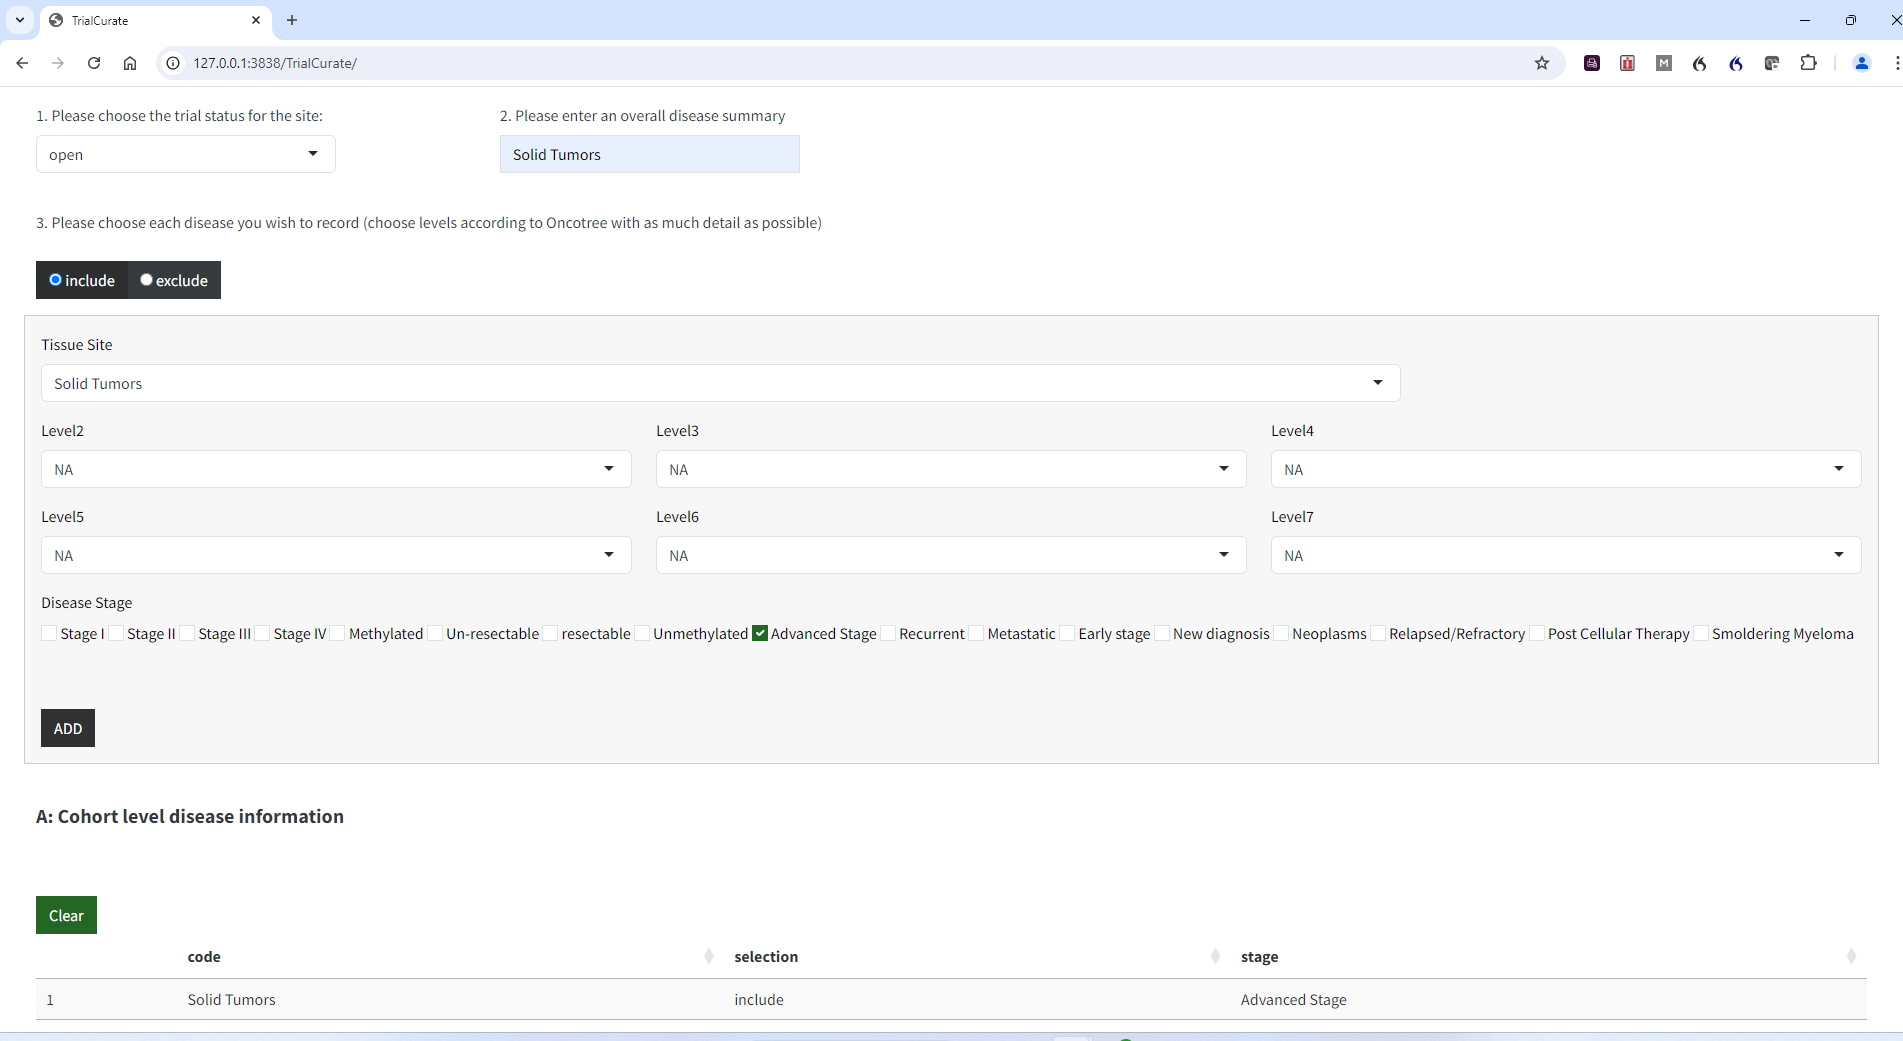 TrialCurate
127.0.0.1:3838/TrialCurate/
1. Please choose the trial status for the site:
2. Please enter an overall disease summary
open
Solid Tumors
3. Please choose each disease you wish to record (choose levels according to Oncotree with as much detail as possible)
include exclude
Tissue Site
Solid Tumors
Level2 Level3 Level4
NA NA NA
Level5 Level6 Level7
NA NA NA
Disease Stage
Stage I Stage II Stage III Stage IV Methylated Un-resectable resectable Unmethylated Advanced Stage Recurrent Metastatic Early stage New diagnosis Neoplasms Relapsed/Refractory Post Cellular Therapy Smoldering Myeloma
ADD
A: Cohort level disease information
Clear
code selection stage
1 Solid Tumors include Advanced Stage